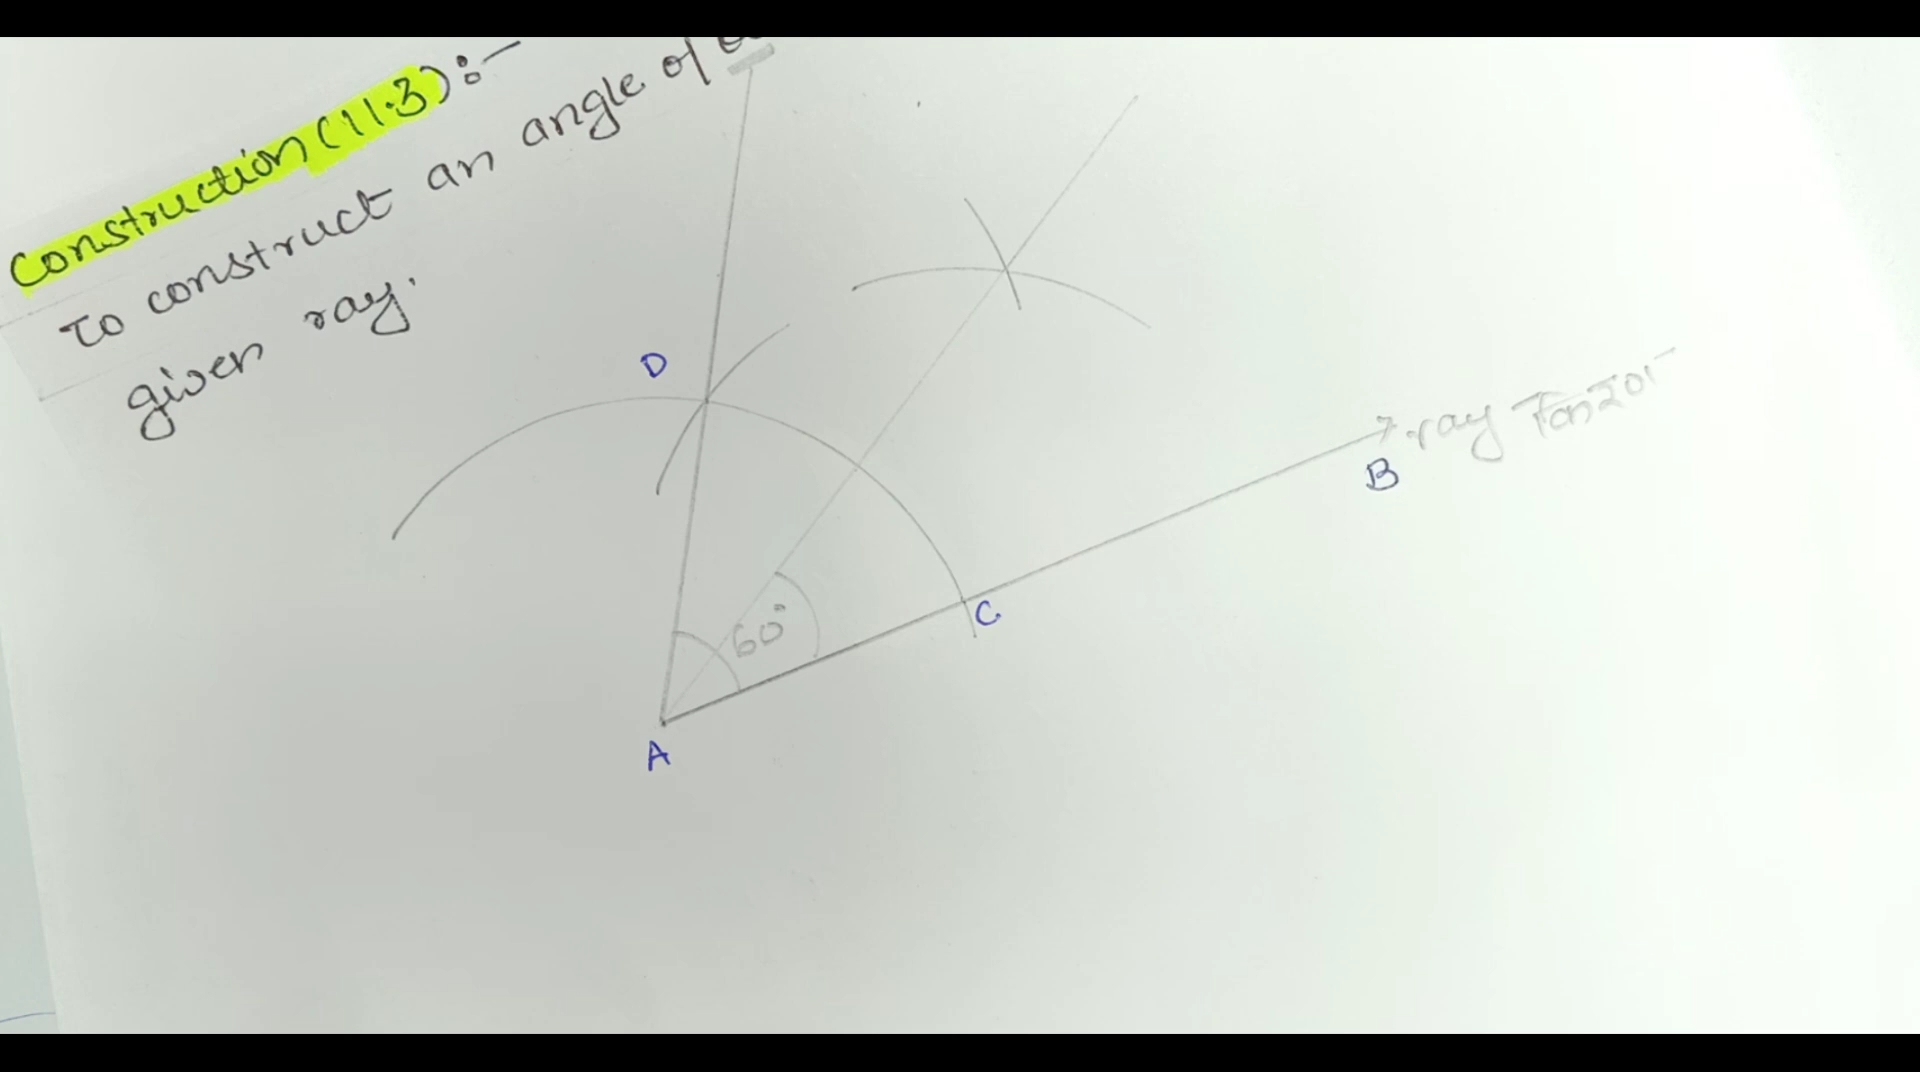 Construction (11.3):-
To construct an angle of
given ray.
D
ray
B
C
60°
A